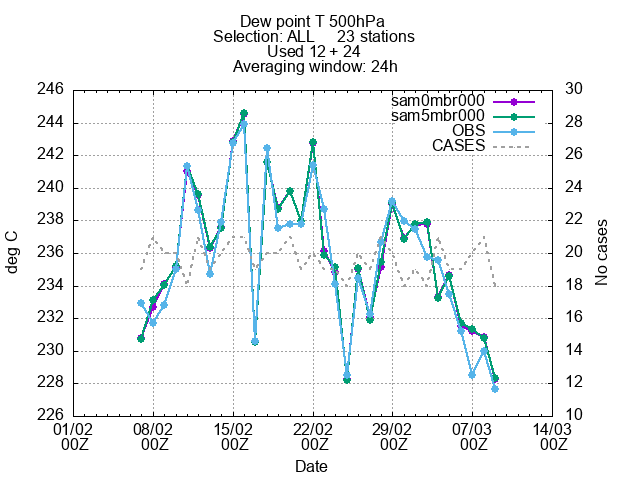 Dew point T 500hPa
Selection: ALL     23 stations
Used 12 + 24
Averaging window: 24h
246
244
242
240
238
236
234
232
230
228
226
deg C
sam0mbr000
sam5mbr000
OBS
CASES
30
28
26
24
22
20
18
16
14
12
10
No cases
01/02 08/02 15/02 22/02 29/02 07/03 14/03
00Z 00Z 00Z 00Z 00Z 00Z 00Z
Date